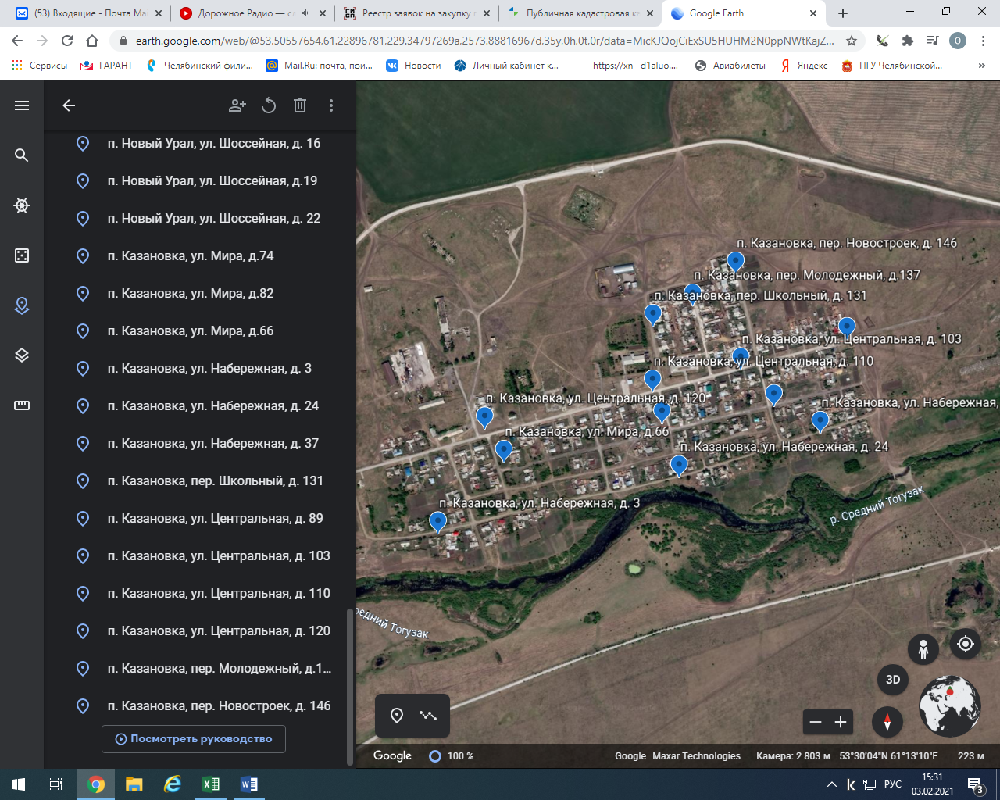 (53) Входящие - Почта Ма
Дорожное Радио — сл
Реестр заявок на закупку
Публичная кадастровая ка
Google Earth
earth.google.com/web/@53.50557654,61.22896781,229.34797269a,2573.88816967d,35y,0h,0t,0r/data=MicKJQojCiExSU5HUHM2N0ppNWtKajZ...
О
Сервисы
ГАРАНТ
Челябинский фили...
Mail.Ru: почта, пои...
Новости
Личный кабинет к...
https://xn--d1aluo....
Авиабилеты
Яндекс
ПГУ Челябинской...
»
п. Новый Урал, ул. Шоссейная, д. 16
п. Новый Урал, ул. Шоссейная, д.19
п. Новый Урал, ул. Шоссейная, д. 22
п. Казановка, ул. Мира, д.74
п. Казановка, ул. Мира, д.82
п. Казановка, ул. Мира, д.66
п. Казановка, ул. Набережная, д. 3
п. Казановка, ул. Набережная, д. 24
п. Казановка, ул. Набережная, д. 37
п. Казановка, пер. Школьный, д. 131
п. Казановка, ул. Центральная, д. 89
п. Казановка, ул. Центральная, д. 103
п. Казановка, ул. Центральная, д. 110
п. Казановка, ул. Центральная, д. 120
п. Казановка, пер. Молодежный, д.1...
п. Казановка, пер. Новостроек, д. 146
Посмотреть руководство
п. Казановка, пер. Новостроек, д. 146
п. Казановка, пер. Молодежный, д.137
п. Казановка, пер. Школьный, д. 131
п. Казановка, ул. Центральная, д. 103
п. Казановка, ул. Центральная, д. 110
п. Казановка, ул. Центральная, д. 120
п. Казановка, ул. Набережная,
п. Казановка, ул. Мира, д.66
п. Казановка, ул. Набережная, д. 24
п. Казановка, ул. Набережная, д. 3
р. Средний Тогузак
редний Тогузак
3D
Google
100 %
Google Maxar Technologies
Камера: 2 803 м
53°30'04"N 61°13'10"E
223 м
РУС
15:31
03.02.2021
3